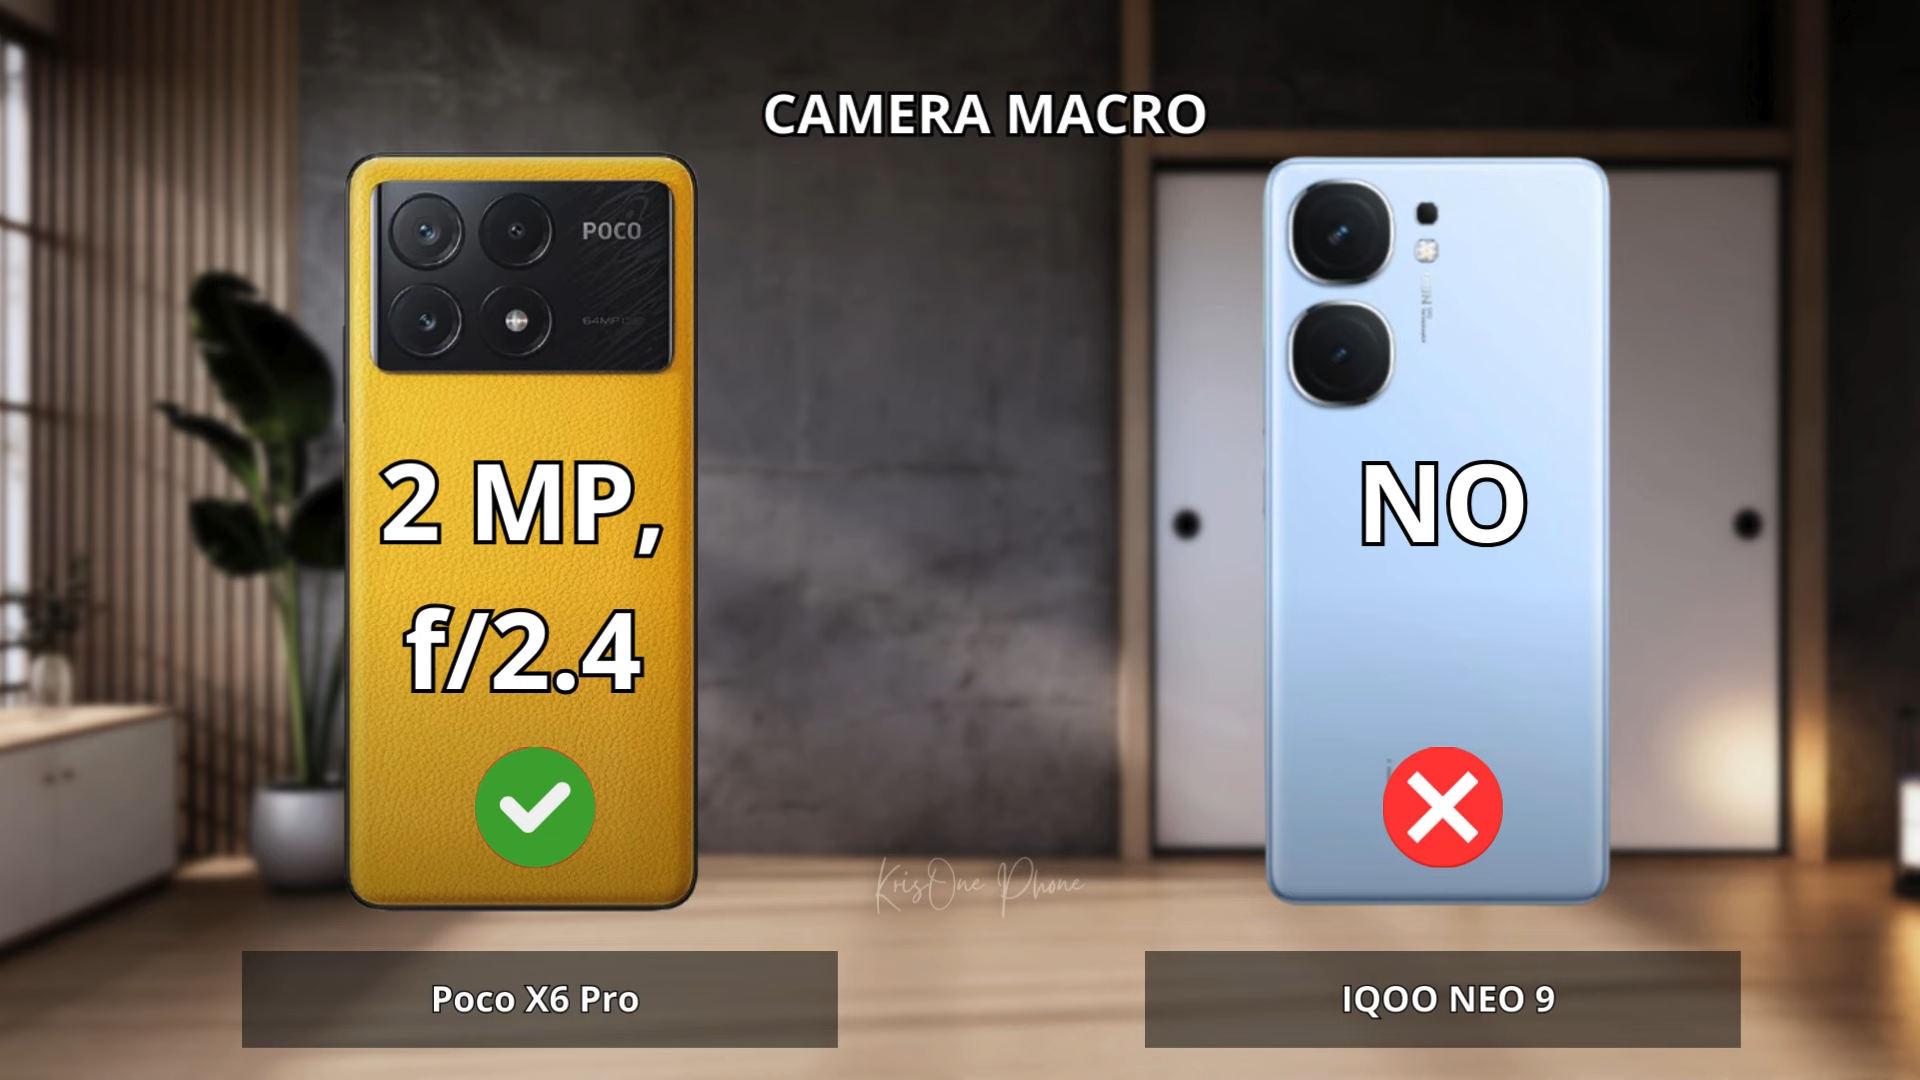 CAMERA MACRO
POCO
2 MP,
f/2.4
NO
KrisOne Phone
Poco X6 Pro
IQOO NEO 9